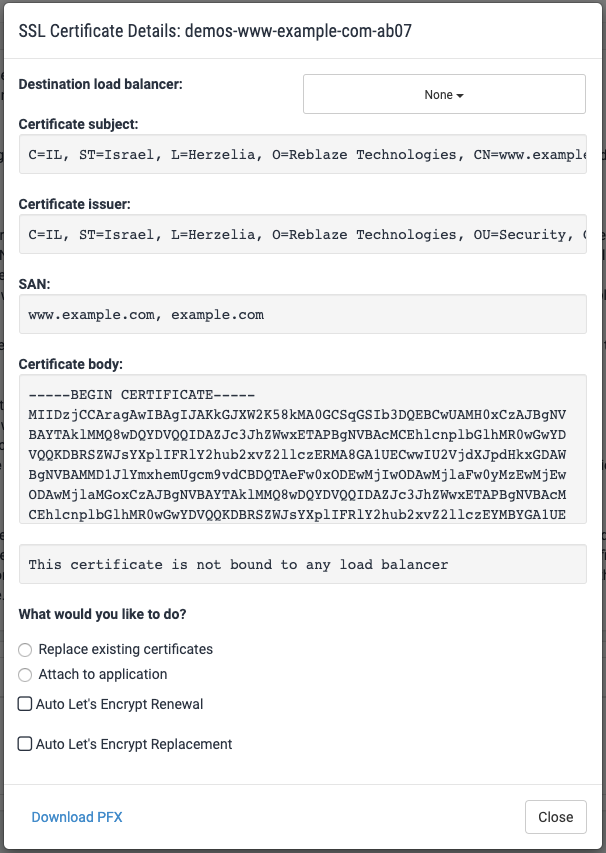 SSL Certificate Details: demos-www-example-com-ab07
Destination load balancer:
None
Certificate subject:
C=IL, ST=Israel, L=Herzelia, O=Reblaze Technologies, CN=www.example
Certificate issuer:
C=IL, ST=Israel, L=Herzelia, O=Reblaze Technologies, OU=Security,
SAN:
www.example.com, example.com
Certificate body:
-----BEGIN CERTIFICATE-----
MIIDzjCCAragAwIBAgIJAKkGJXW2K58kMA0GCSqGSIb3DQEBCwUAMH0xCzAJBgNV
BAYTAklMMQ8wDQYDVQQIDAZJc3JhZWwxETAPBgNVBAcMCEhlcnplbGlhMR0wGwYD
VQQKDBRSZWJsYXplIFRlY2hub2xvZ2llczERMA8GA1UECwwIU2VjdXJpdHkxGDAW
BgNVBAMMD1JlYmxhemUgcm9vdCBDQTAeFw0xODEwMjIwODAwMjlaFw0yMzEwMjEw
ODAwMjlaMGoxCzAJBgNVBAYTAklMMQ8wDQYDVQQIDAZJc3JhZWwxETAPBgNVBAcM
CEhlcnplbGlhMR0wGwYDVQQKDBRSZWJsYXplIFRlY2hub2xvZ2llczEYMBYGA1UE
This certificate is not bound to any load balancer
What would you like to do?
Replace existing certificates
Attach to application
Auto Let's Encrypt Renewal
Auto Let's Encrypt Replacement
Download PFX
Close